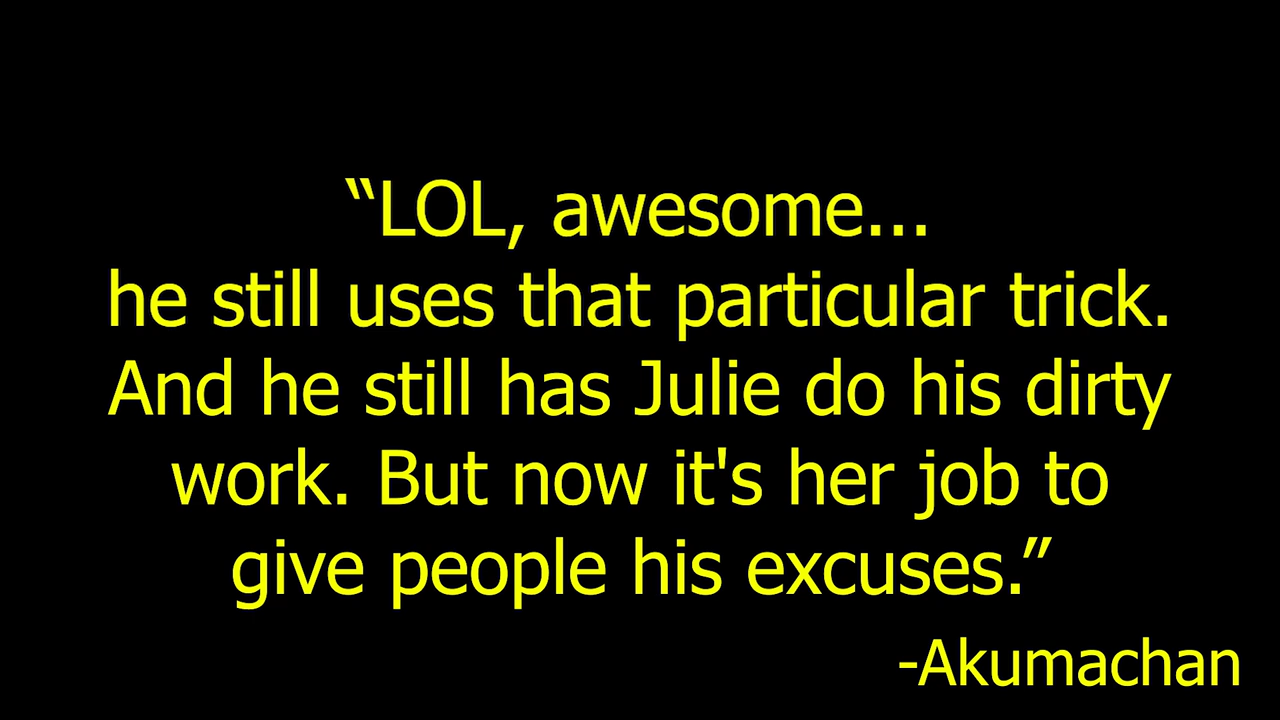 “LOL, awesome...
he still uses that particular trick.
And he still has Julie do his dirty
work. But now it's her job to
give people his excuses.”
-Akumachan